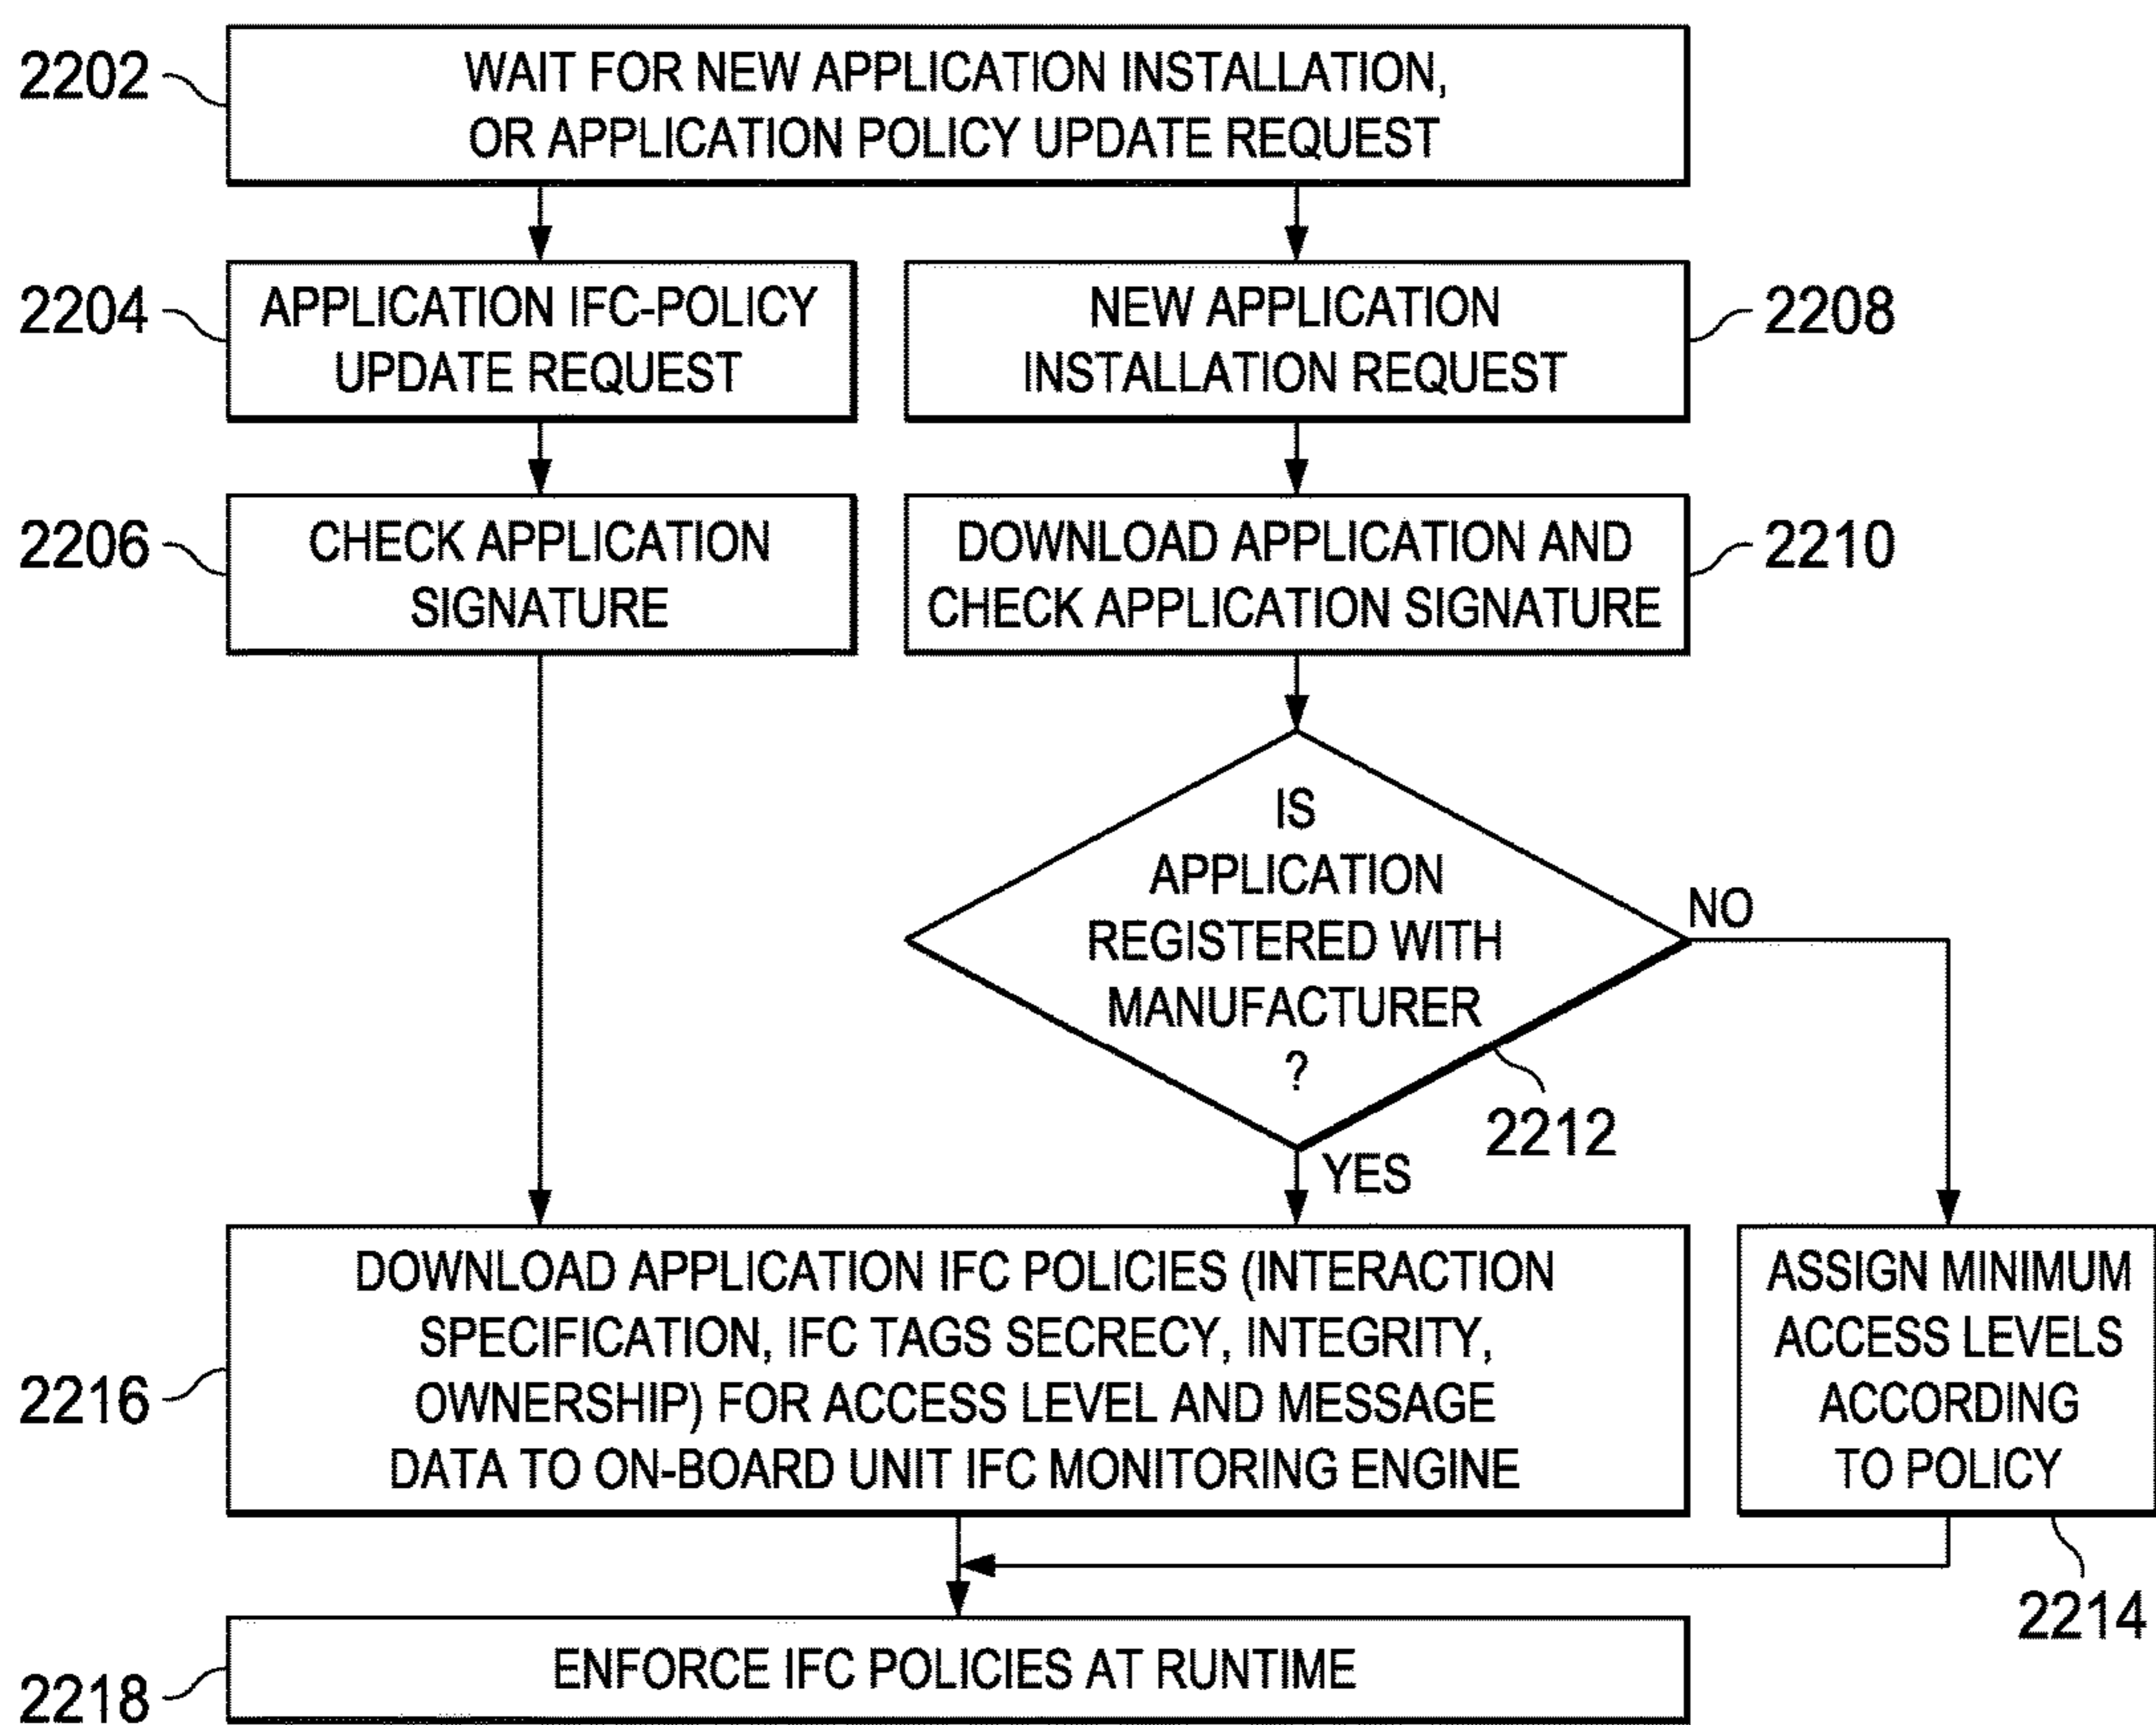 2202
WAIT FOR NEW APPLICATION INSTALLATION,
OR APPLICATION POLICY UPDATE REQUEST
2204
APPLICATION IFC-POLICY
UPDATE REQUEST
NEW APPLICATION
INSTALLATION REQUEST
2208
2206
CHECK APPLICATION
SIGNATURE
DOWNLOAD APPLICATION AND
CHECK APPLICATION SIGNATURE
2210
IS
APPLICATION
REGISTERED WITH
MANUFACTURER
?
NO
2212
YES
2216
DOWNLOAD APPLICATION IFC POLICIES (INTERACTION
SPECIFICATION, IFC TAGS SECRECY, INTEGRITY,
OWNERSHIP) FOR ACCESS LEVEL AND MESSAGE
DATA TO ON-BOARD UNIT IFC MONITORING ENGINE
ASSIGN MINIMUM
ACCESS LEVELS
ACCORDING
TO POLICY
2214
2218
ENFORCE IFC POLICIES AT RUNTIME